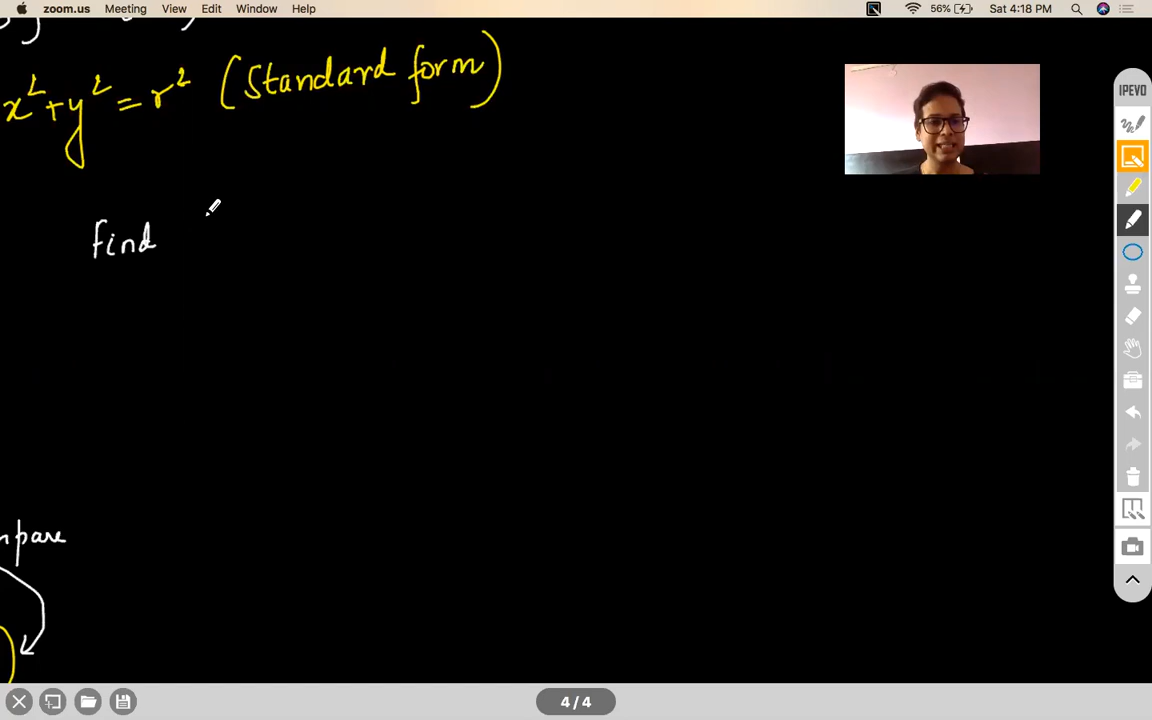 zoom.us Meeting View Edit Window Help 56% Sat 4:18 PM
x²+y²=r² (Standard form)
IPEVO
find
pare
4/4